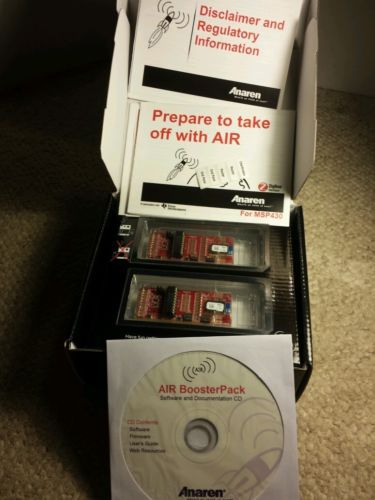 Disclaimer and
Regulatory
Information
Anaren
Prepare to take
off with AIR
Anaren
For MSP430
AIR
AIR BoosterPack
Software and Documentation CD
CD Contents
Software
Firmware
User's Guide
Web Resources
Anaren